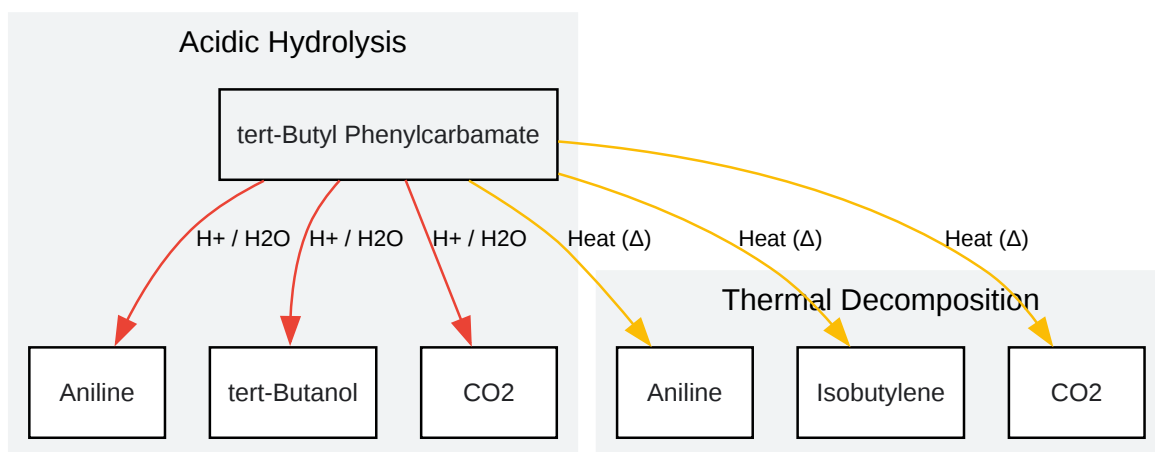 Acidic Hydrolysis
tert-Butyl Phenylcarbamate
H+ / H2O
H+ / H2O
H+ / H2O
Heat (Δ)
Heat (Δ)
Heat (Δ)
Thermal Decomposition
Aniline
tert-Butanol
CO2
Aniline
Isobutylene
CO2